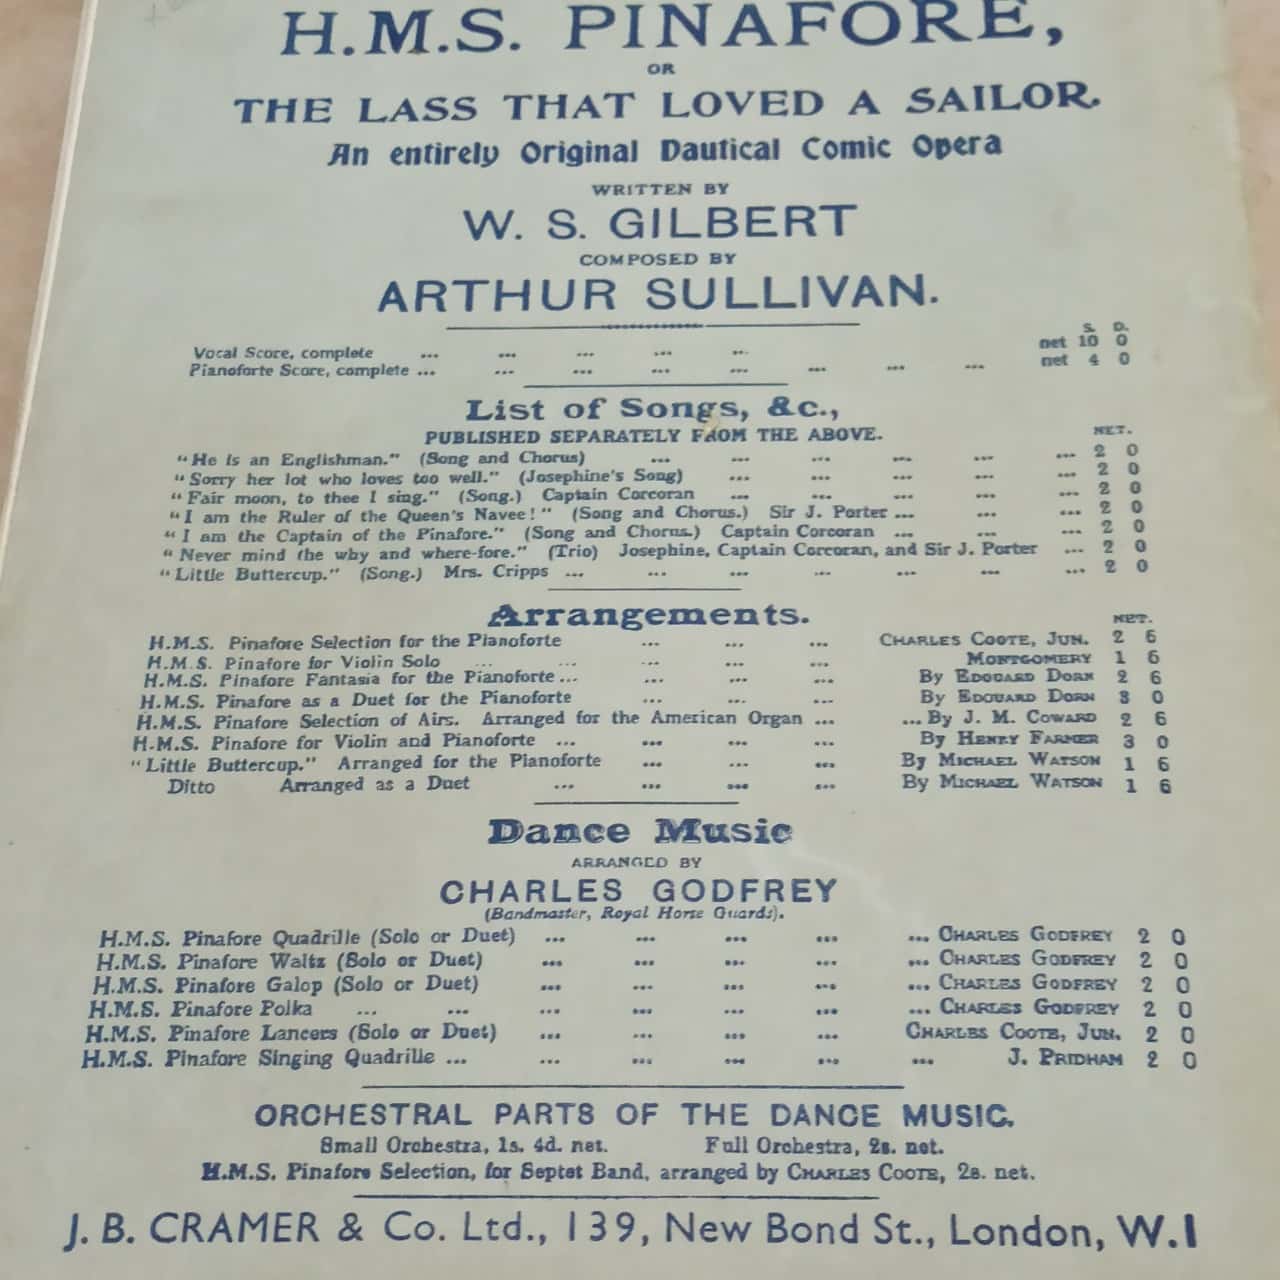 H.M.S. PINAFORE,
OR
THE LASS THAT LOVED A SAILOR.
An entirely Original Nautical Comic Opera
WRITTEN BY
W. S. GILBERT
COMPOSED BY
ARTHUR SULLIVAN.
S. D.
Vocal Score, complete ... ... ... ... ... net 10 0
Pianoforte Score, complete ... ... ... ... ... ... ... ... net 4 0
List of Songs, &c.,
PUBLISHED SEPARATELY FROM THE ABOVE.
NET.
"He is an Englishman." (Song and Chorus) ... ... ... ... ... ... 2 0
"Sorry her lot who loves too well." (Josephine's Song) ... ... ... ... ... 2 0
"Fair moon, to thee I sing." (Song.) Captain Corcoran ... ... ... ... ... 2 0
"I am the Ruler of the Queen's Navee!" (Song and Chorus.) Sir J. Porter ... ... ... 2 0
"I am the Captain of the Pinafore." (Song and Chorus.) Captain Corcoran ... ... ... 2 0
"Never mind the why and where-fore." (Trio) Josephine, Captain Corcoran, and Sir J. Porter ... 2 0
"Little Buttercup." (Song.) Mrs. Cripps ... ... ... ... ... ... ... 2 0
Arrangements.
NET.
H.M.S. Pinafore Selection for the Pianoforte ... ... ... CHARLES COOTE, JUN. 2 6
H.M.S. Pinafore for Violin Solo ... ... ... ... ... MONTGOMERY 1 6
H.M.S. Pinafore Fantasia for the Pianoforte ... ... ... ... By EDOUARD DORN 2 6
H.M.S. Pinafore as a Duet for the Pianoforte ... ... ... By EDOUARD DORN 3 0
H.M.S. Pinafore Selection of Airs. Arranged for the American Organ ... ... By J. M. COWARD 2 6
H.M.S. Pinafore for Violin and Pianoforte ... ... ... ... By HENRY FARMER 3 0
"Little Buttercup." Arranged for the Pianoforte ... ... ... By MICHAEL WATSON 1 6
Ditto Arranged as a Duet ... ... ... ... By MICHAEL WATSON 1 6
Dance Music
ARRANGED BY
CHARLES GODFREY
(Bandmaster, Royal Horse Guards).
H.M.S. Pinafore Quadrille (Solo or Duet) ... ... ... ... ... CHARLES GODFREY 2 0
H.M.S. Pinafore Waltz (Solo or Duet) ... ... ... ... ... CHARLES GODFREY 2 0
H.M.S. Pinafore Galop (Solo or Duet) ... ... ... ... ... CHARLES GODFREY 2 0
H.M.S. Pinafore Polka ... ... ... ... ... ... ... CHARLES GODFREY 2 0
H.M.S. Pinafore Lancers (Solo or Duet) ... ... ... ... CHARLES COOTE, JUN. 2 0
H.M.S. Pinafore Singing Quadrille ... ... ... ... ... ... J. PRIDHAM 2 0
ORCHESTRAL PARTS OF THE DANCE MUSIC.
Small Orchestra, 1s. 4d. net. Full Orchestra, 2s. net.
H.M.S. Pinafore Selection, for Septet Band, arranged by CHARLES COOTE, 2s. net.
J. B. CRAMER & Co. Ltd., 139, New Bond St., London, W.1